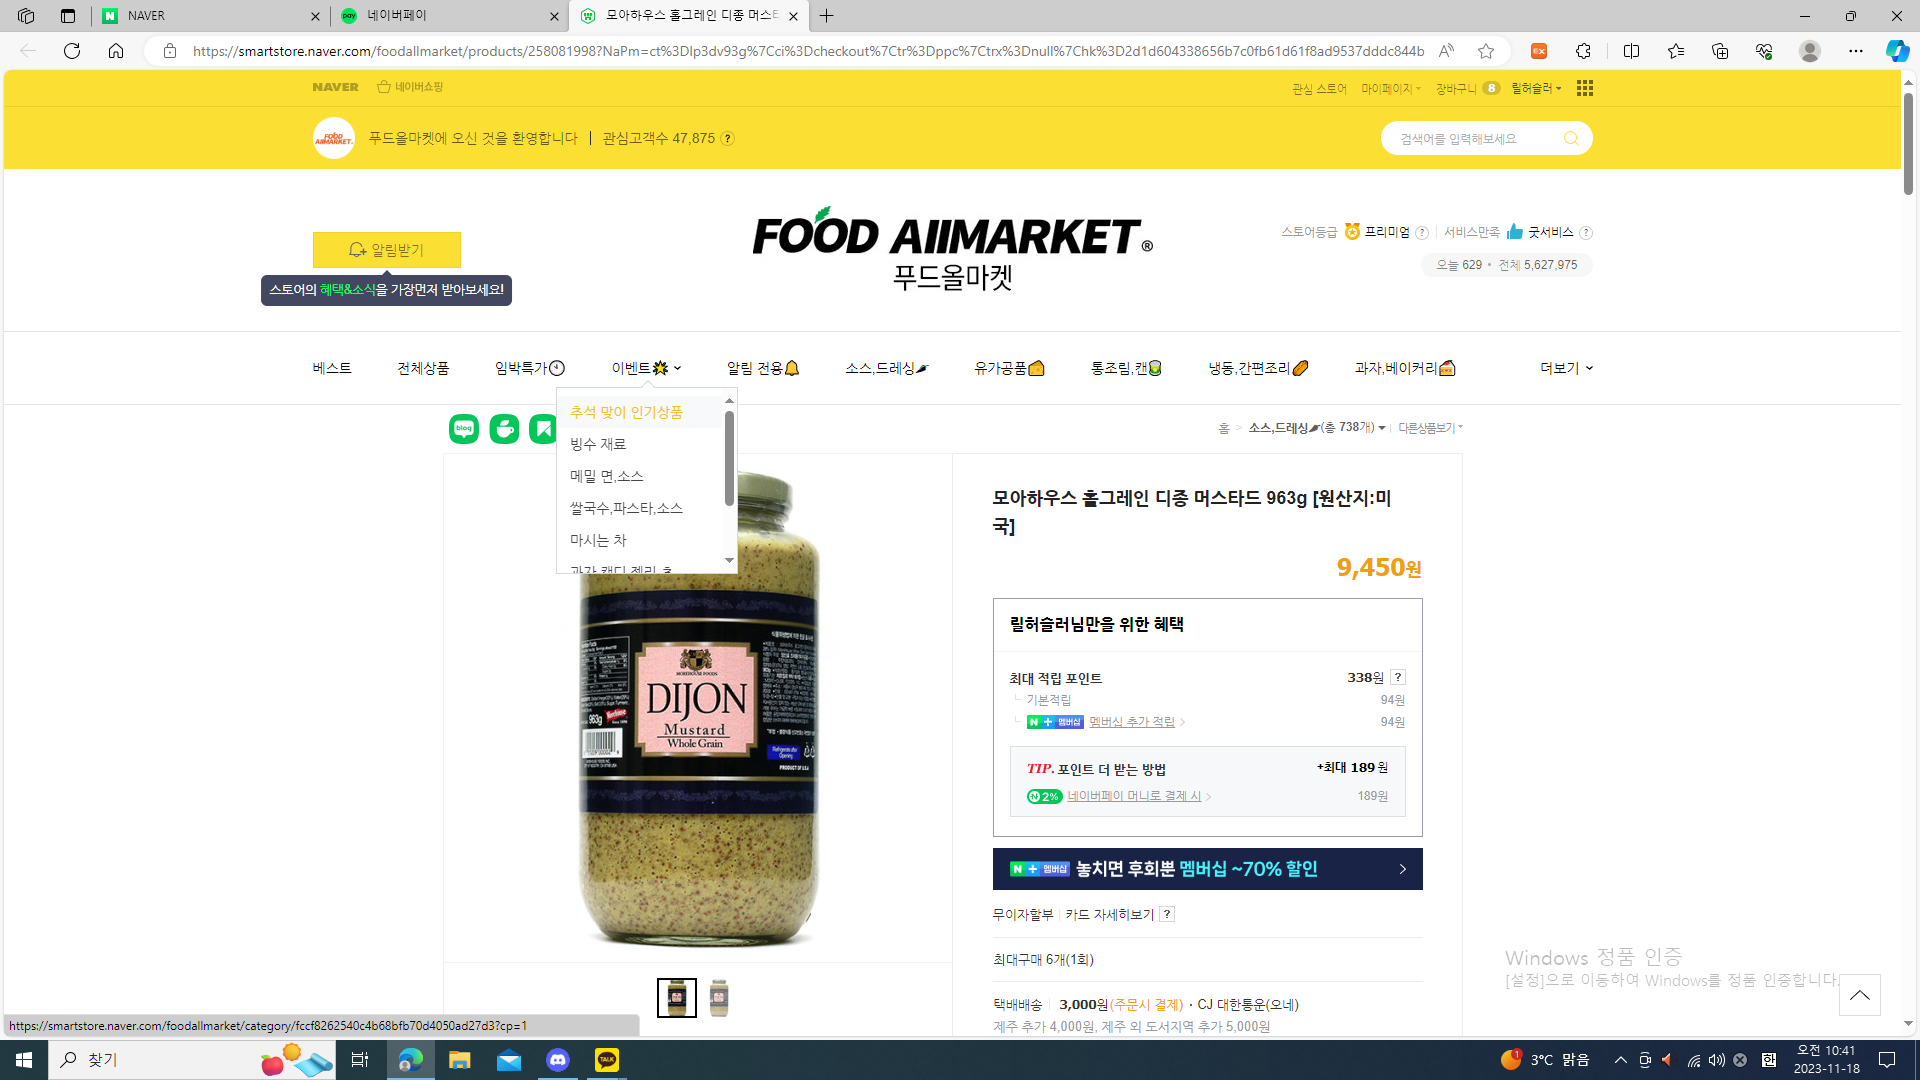 NAVER
네이버페이
모아하우스 홀그레인 디종 머스타
https://smartstore.naver.com/foodallmarket/products/258081998?NaPm=ct%3Dlp3dv93g%7Cci%3Dcheckout%7Ctr%3Dppc%7Ctrx%3Dnull%7Chk%3D2d1d604338656b7c0fb61d61f8ad9537dddc844b
NAVER 네이버쇼핑
관심 스토어 마이페이지 장바구니 8 릴허슬러
FOOD AIIMARKET.
푸드올마켓에 오신 것을 환영합니다 관심고객수 47,875 ?
검색어를 입력해보세요
FOOD AIIMARKET®
푸드올마켓
알림받기
스토어의 혜택&소식을 가장먼저 받아보세요!
스토어등급 프리미엄 ? 서비스만족 굿서비스 ?
오늘 629 • 전체 5,627,975
베스트 전체상품 임박특가 이벤트 알림 전용 소스,드레싱 유가공품 통조림,캔 냉동,간편조리 과자,베이커리 더보기
추석 맞이 인기상품
빙수 재료
메밀 면,소스
쌀국수,파스타,소스
마시는 차
blog
홈 > 소스,드레싱(총 738개) 다른상품보기
모아하우스 홀그레인 디종 머스타드 963g [원산지:미
국]
9,450원
릴허슬러님만을 위한 혜택
최대 적립 포인트 338원 ?
기본적립 94원
N + 멤버십 멤버십 추가 적립 > 94원
TIP. 포인트 더 받는 방법 +최대 189 원
N 2% 네이버페이 머니로 결제 시 > 189원
N + 멤버십 놓치면 후회뿐 멤버십 ~70% 할인
무이자할부 카드 자세히보기 ?
최대구매 6개(1회)
택배배송 3,000원(주문시 결제) · CJ 대한통운(오네)
제주 추가 4,000원, 제주 외 도서지역 추가 5,000원
MOREHOUSE FOODS
DIJON
Mustard
Whole Grain
963g
Refrigerate after
Opening
PRODUCT OF U.S.A
Windows 정품 인증
[설정]으로 이동하여 Windows를 정품 인증합니다.
https://smartstore.naver.com/foodallmarket/category/fccf8262540c4b68bfb70d4050ad27d3?cp=1
찾기
TALK
1
3°C 맑음
한
오전 10:41
2023-11-18